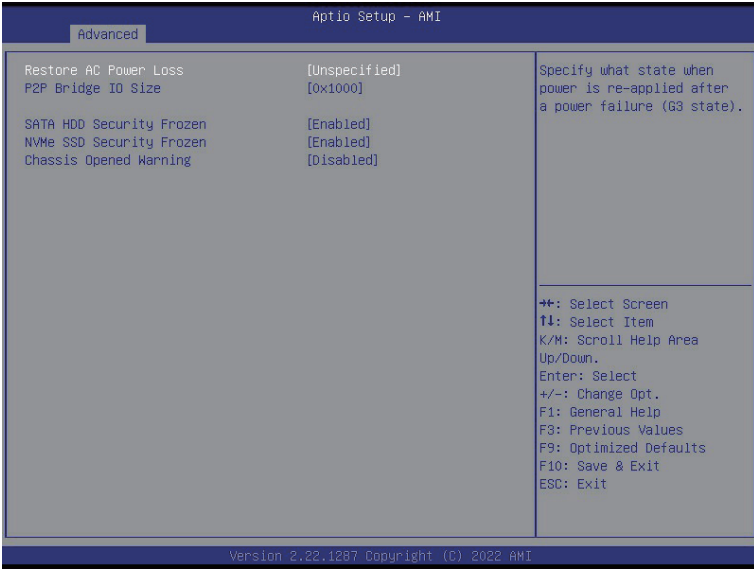 Aptio Setup – AMI
Advanced
Restore AC Power Loss [Unspecified]
P2P Bridge IO Size [0x1000]
SATA HDD Security Frozen [Enabled]
NVMe SSD Security Frozen [Enabled]
Chassis Opened Warning [Disabled]
Specify what state when
power is re-applied after
a power failure (G3 state).
→←: Select Screen
↑↓: Select Item
K/M: Scroll Help Area
Up/Down.
Enter: Select
+/-: Change Opt.
F1: General Help
F3: Previous Values
F9: Optimized Defaults
F10: Save & Exit
ESC: Exit
Version 2.22.1287 Copyright (C) 2022 AMI